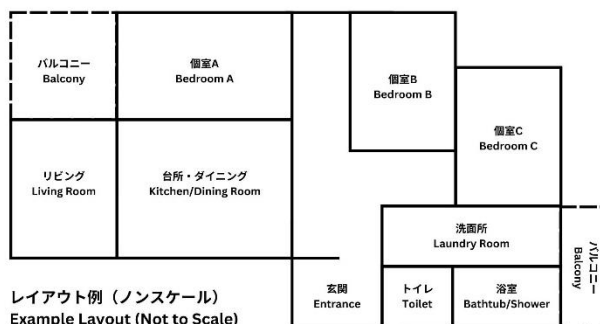 バルコニー
Balcony
個室A
Bedroom A
個室B
Bedroom B
個室C
Bedroom C
リビング
Living Room
台所・ダイニング
Kitchen/Dining Room
洗面所
Laundry Room
バルコニー
Balcony
玄関
Entrance
トイレ
Toilet
浴室
Bathtub/Shower
レイアウト例（ノンスケール）
Example Layout (Not to Scale)